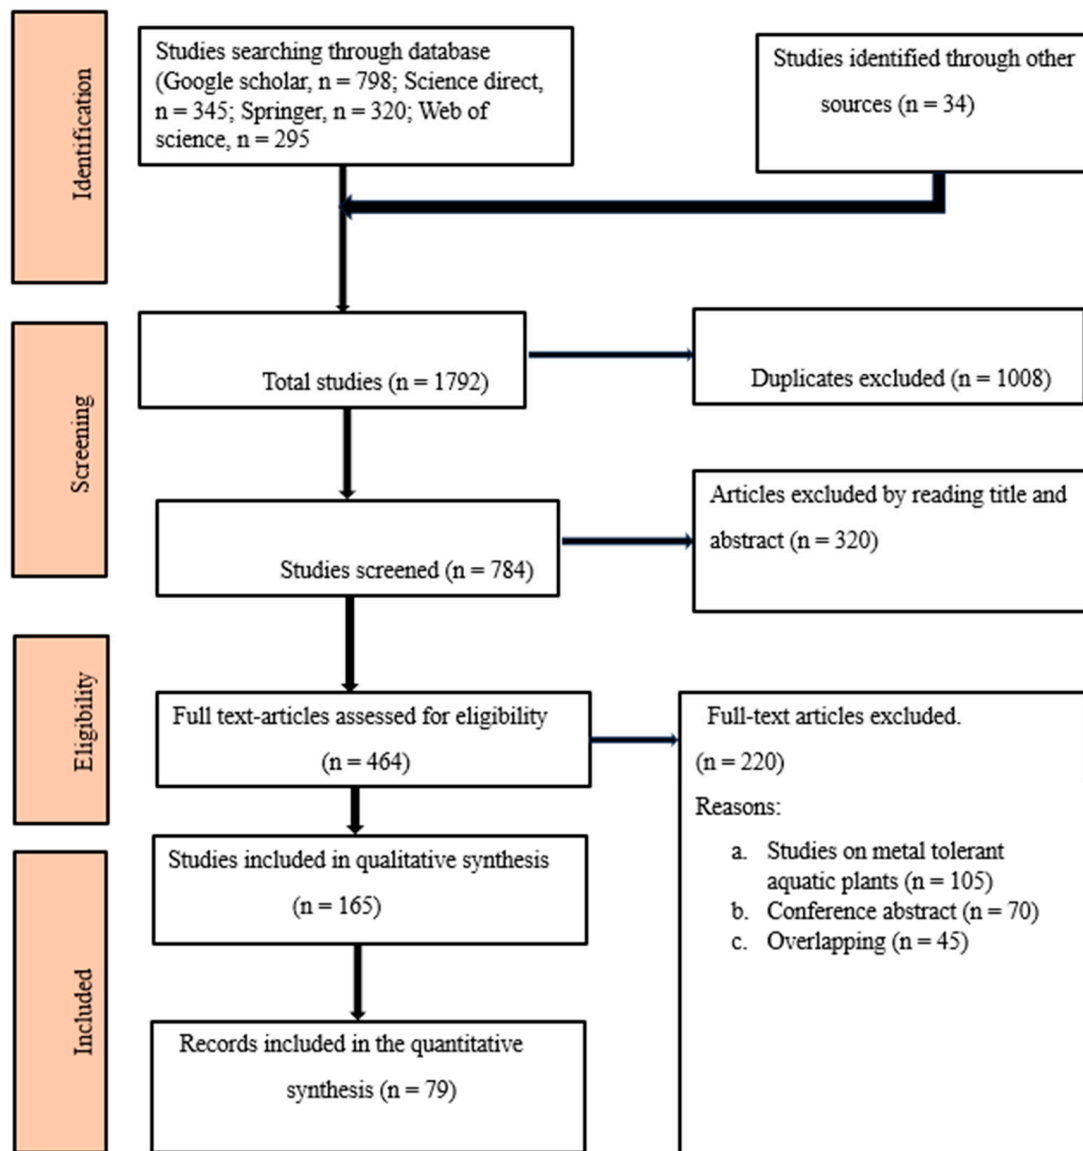 Identification
Studies searching through database
(Google scholar, n = 798; Science direct,
n = 345; Springer, n = 320; Web of
science, n = 295
Studies identified through other
sources (n = 34)
Screening
Total studies (n = 1792)
Duplicates excluded (n = 1008)
Studies screened (n = 784)
Articles excluded by reading title and
abstract (n = 320)
Eligibility
Full text-articles assessed for eligibility
(n = 464)
Full-text articles excluded.
(n = 220)
Reasons:
a. Studies on metal tolerant
aquatic plants (n = 105)
b. Conference abstract (n = 70)
c. Overlapping (n = 45)
Included
Studies included in qualitative synthesis
(n = 165)
Records included in the quantitative
synthesis (n = 79)